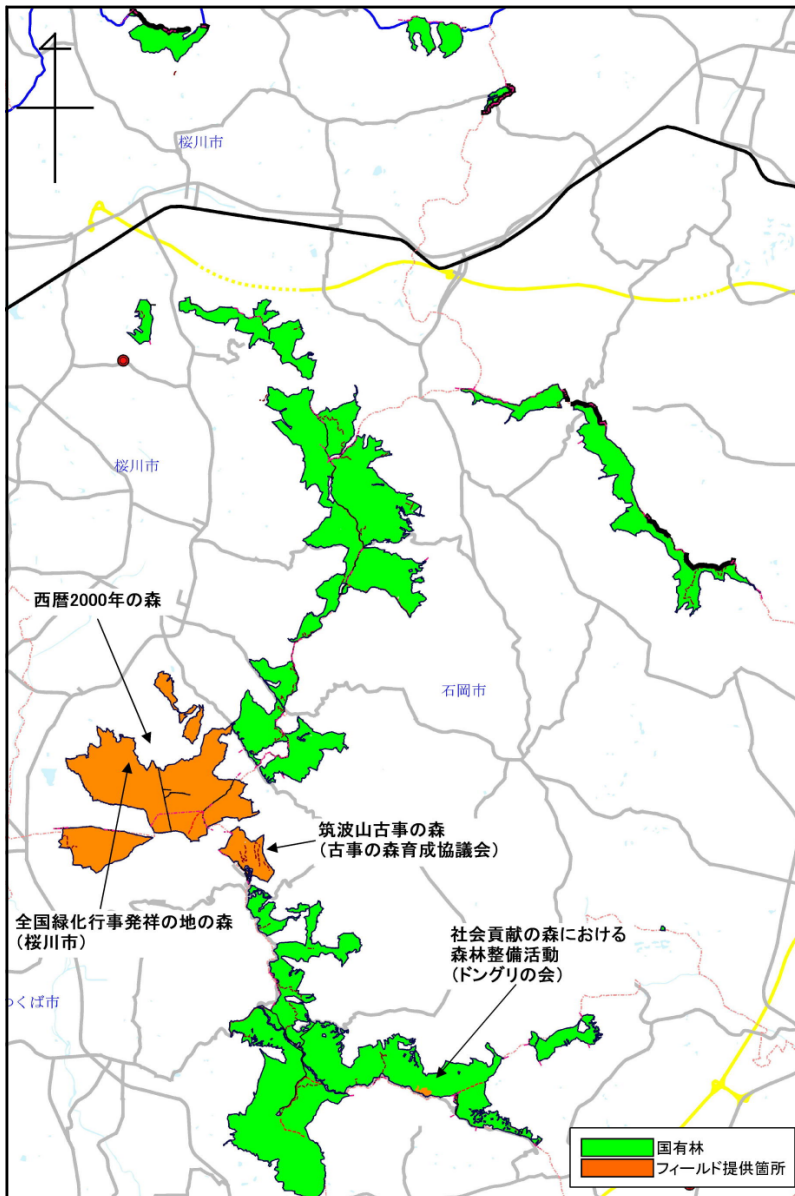 桜川市
桜川市
西暦2000年の森
石岡市
筑波山古事の森
(古事の森育成協議会)
全国緑化行事発祥の地の森
(桜川市)
社会貢献の森における
森林整備活動
(ドングリの会)
つくば市
国有林
フィールド提供箇所